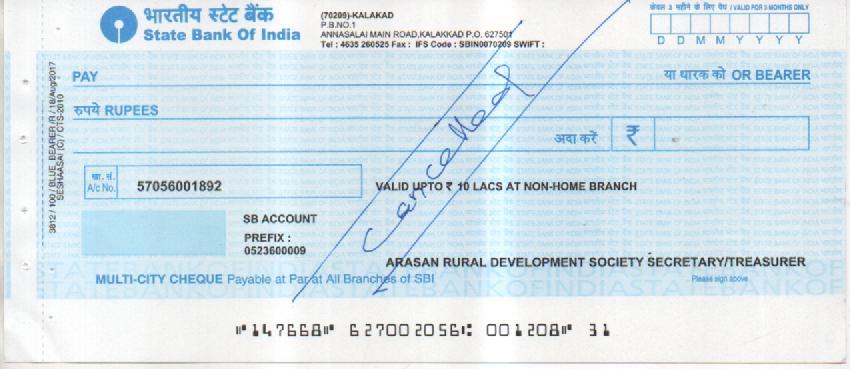 भारतीय स्टेट बैंक
State Bank Of India
(70209)-KALAKAD
P.B.NO.1
ANNASALAI MAIN ROAD,KALAKKAD P.O. 627501
Tel : 4635 260525 Fax : IFS Code : SBIN0070209 SWIFT :
केवल 3 महीने के लिए वैध / VALID FOR 3 MONTHS ONLY
D D M M Y Y Y Y
PAY
या धारक को OR BEARER
रुपये RUPEES
अदा करें ₹
खा. सं.
A/c No.
57056001892
VALID UPTO ₹ 10 LACS AT NON-HOME BRANCH
Cancelled
SB ACCOUNT
PREFIX :
0523600009
ARASAN RURAL DEVELOPMENT SOCIETY SECRETARY/TREASURER
MULTI-CITY CHEQUE Payable at Par at All Branches of SBI
Please sign above
3812 / 100 / BLUE_BEARER /R / 18/Aug/2017
SESHAASAI (C) / CTS-2010
STATEBANKOFINDIASTATEBANKOFINDIASTATEBANKOF
⑈147668⑈ 627002056⑆ 001208⑈ 31